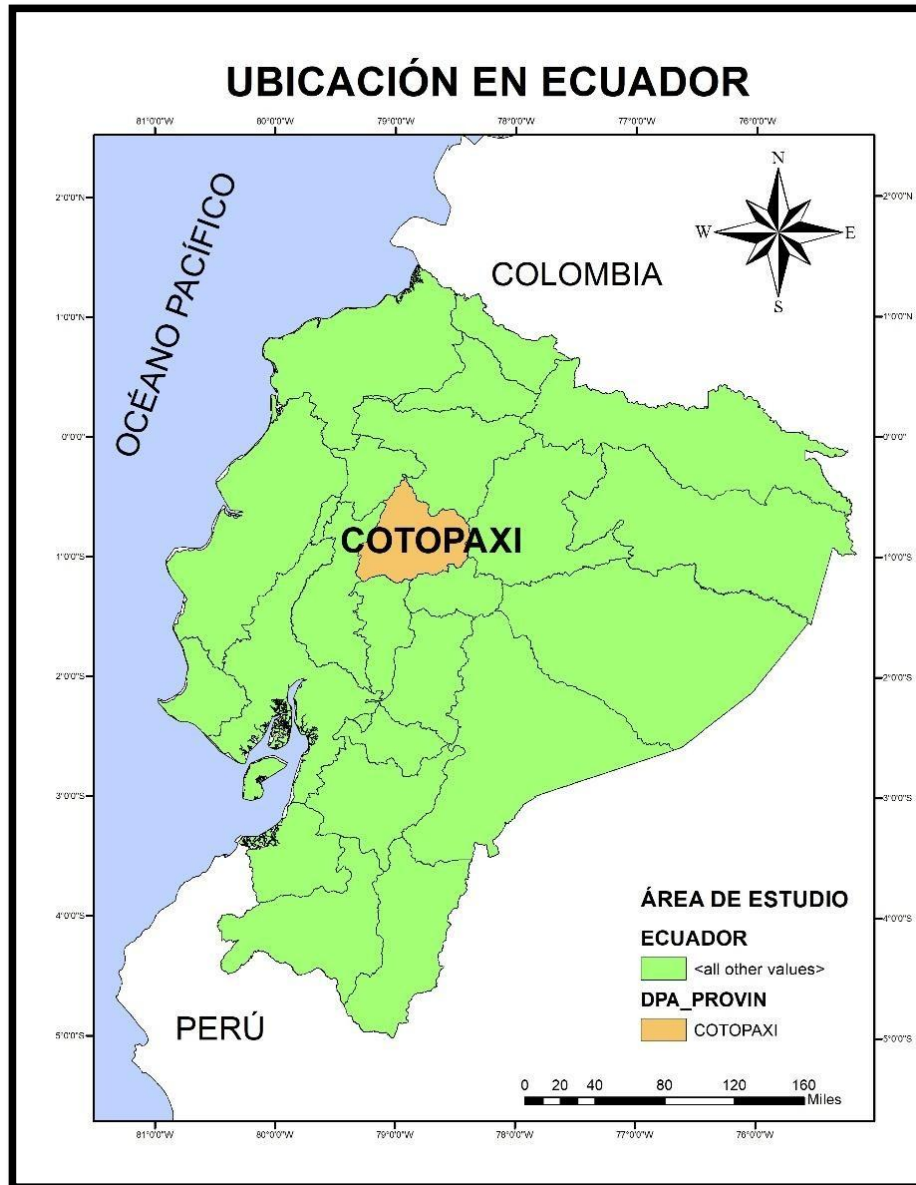 UBICACIÓN EN ECUADOR
81°0'0"W 80°0'0"W 79°0'0"W 78°0'0"W 77°0'0"W 76°0'0"W
2°0'0"N 2°0'0"N
N
W E
S
OCÉANO PACÍFICO
COLOMBIA
1°0'0"N 1°0'0"N
0°0'0" 0°0'0"
COTOPAXI
1°0'0"S 1°0'0"S
2°0'0"S 2°0'0"S
3°0'0"S 3°0'0"S
ÁREA DE ESTUDIO
4°0'0"S 4°0'0"S
ECUADOR
<all other values>
DPA_PROVIN
COTOPAXI
PERÚ
5°0'0"S 5°0'0"S
0 20 40 80 120 160
Miles
81°0'0"W 80°0'0"W 79°0'0"W 78°0'0"W 77°0'0"W 76°0'0"W